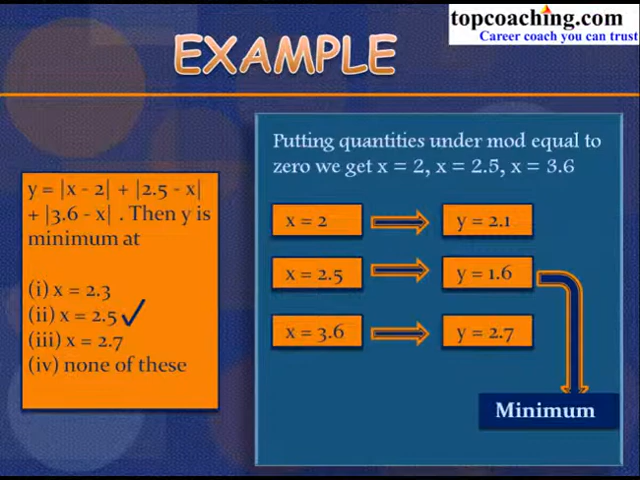 topcoaching.com
Career coach you can trust
EXAMPLE
y = |x - 2| + |2.5 - x|
+ |3.6 - x| . Then y is
minimum at
(i) x = 2.3
(ii) x = 2.5 ✓
(iii) x = 2.7
(iv) none of these
Putting quantities under mod equal to
zero we get x = 2, x = 2.5, x = 3.6
x = 2
y = 2.1
x = 2.5
y = 1.6
x = 3.6
y = 2.7
Minimum